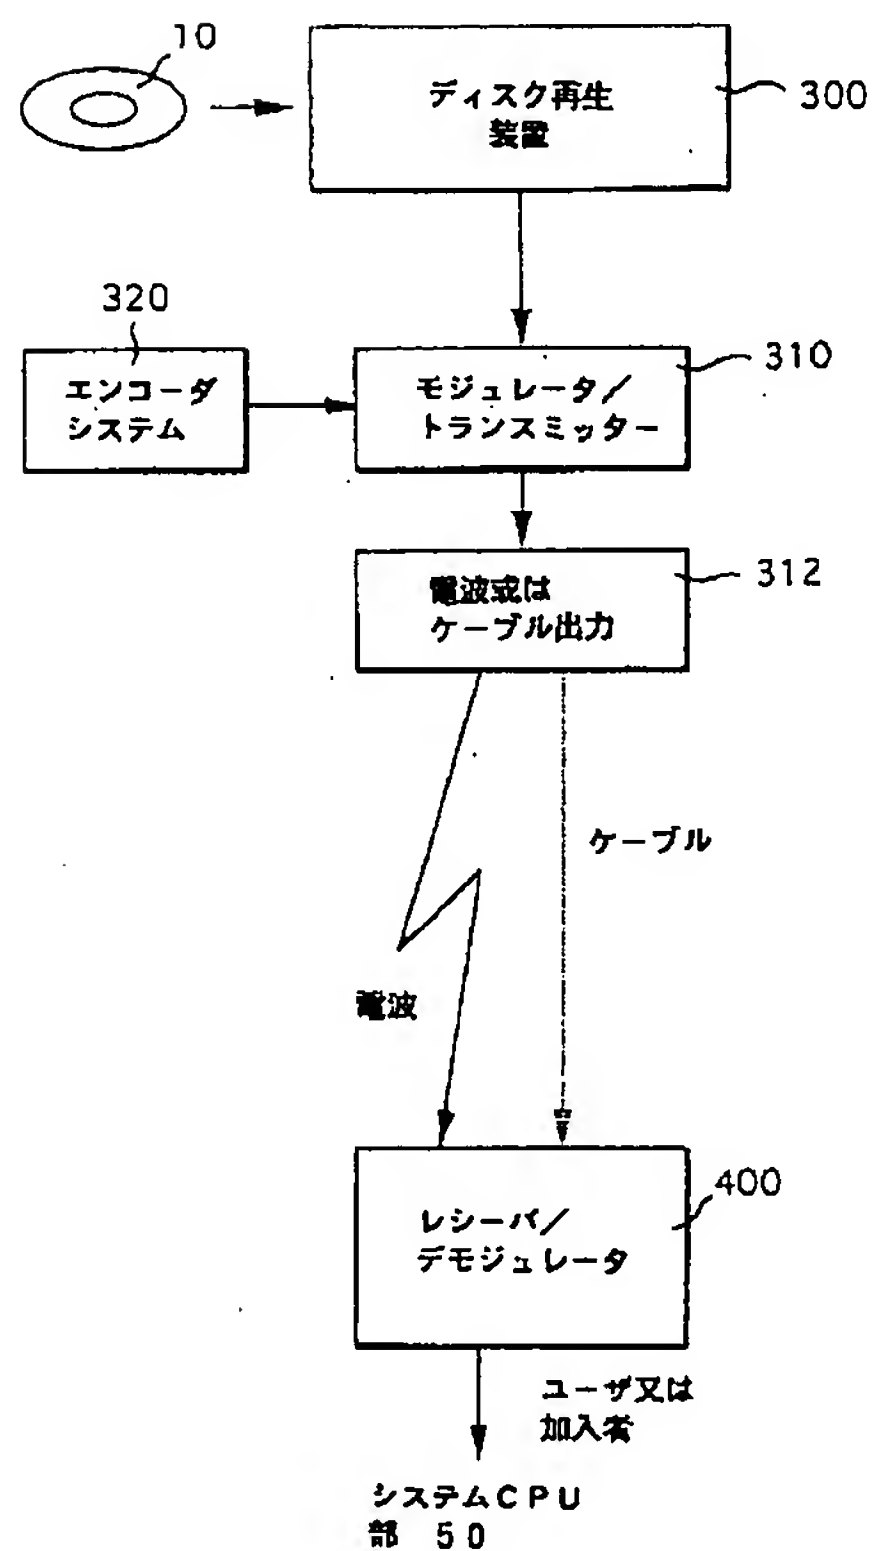 10
ディスク再生
装置
300
320
エンコーダ
システム
モジュレータ／
トランスミッター
310
電波或は
ケーブル出力
312
ケーブル
電波
レシーバ／
デモジュレータ
400
ユーザ又は
加入者
システムCPU
部 50